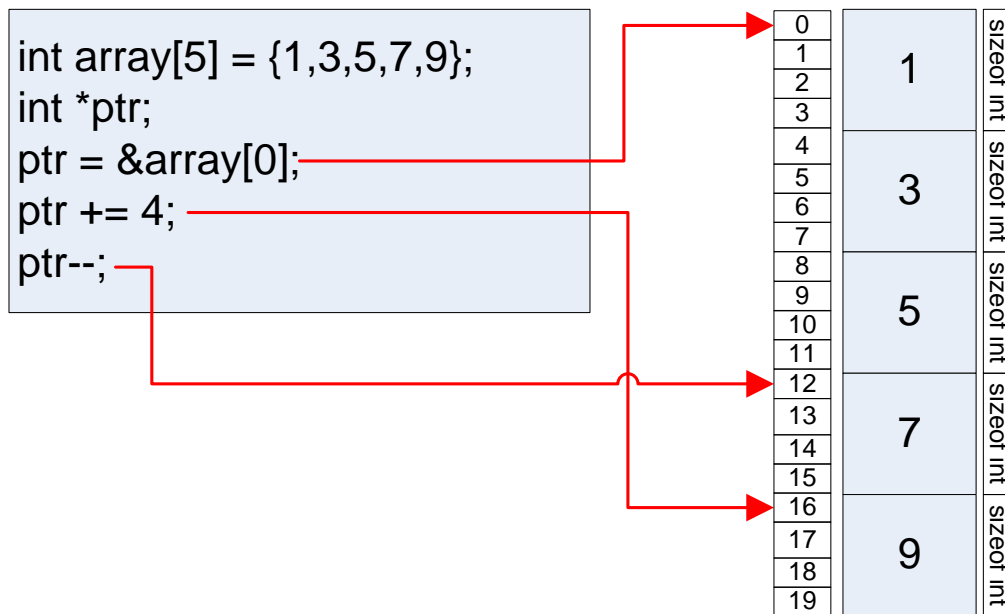 int array[5] = {1,3,5,7,9};
int *ptr;
ptr = &array[0];
ptr += 4;
ptr--;
0
1
2
3
4
5
6
7
8
9
10
11
12
13
14
15
16
17
18
19
1
3
5
7
9
sizeof int
sizeof int
sizeof int
sizeof int
sizeof int